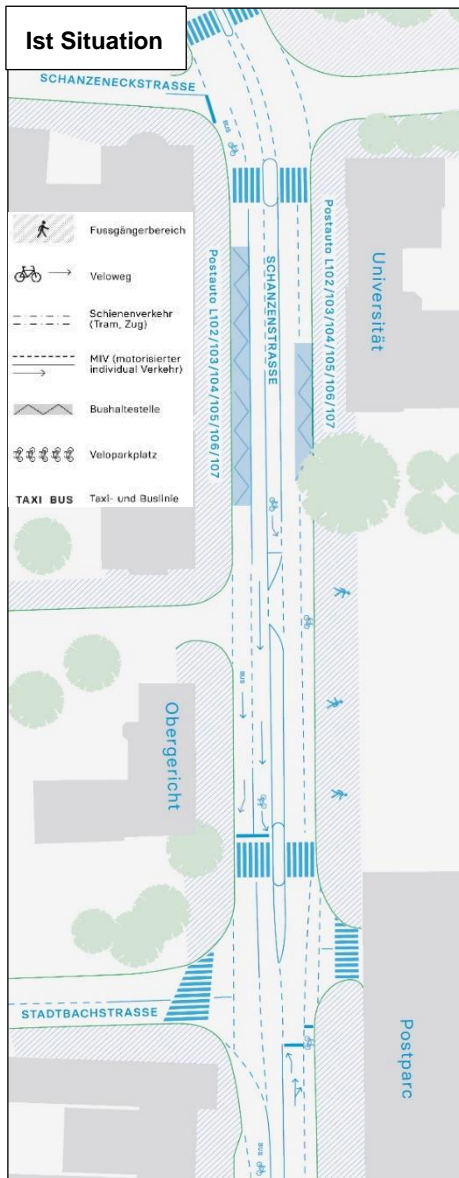 Ist Situation
SCHANZENECKSTRASSE
BUS
Fussgängerbereich
Veloweg
Schienenverkehr
(Tram, Zug)
MIV (motorisierter
individual Verkehr)
Bushaltestelle
Veloparkplatz
TAXI BUS Taxi- und Buslinie
Postauto L102/103/104/105/106/107
SCHANZENSTRASSE
Postauto L102/103/104/105/106/107
Universität
BUS
Obergericht
STADTBACHSTRASSE
Postparc
BUS